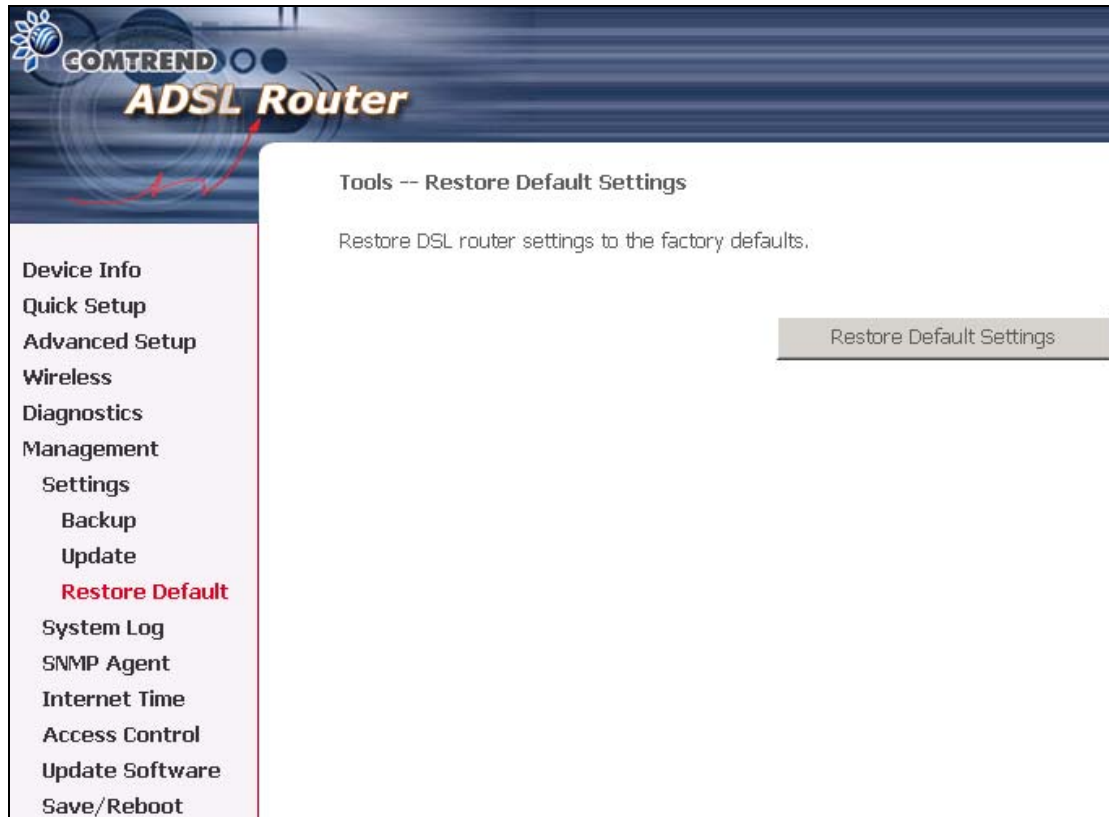 COMTREND
ADSL Router
Tools -- Restore Default Settings
Restore DSL router settings to the factory defaults.
Restore Default Settings
Device Info
Quick Setup
Advanced Setup
Wireless
Diagnostics
Management
Settings
Backup
Update
Restore Default
System Log
SNMP Agent
Internet Time
Access Control
Update Software
Save/Reboot